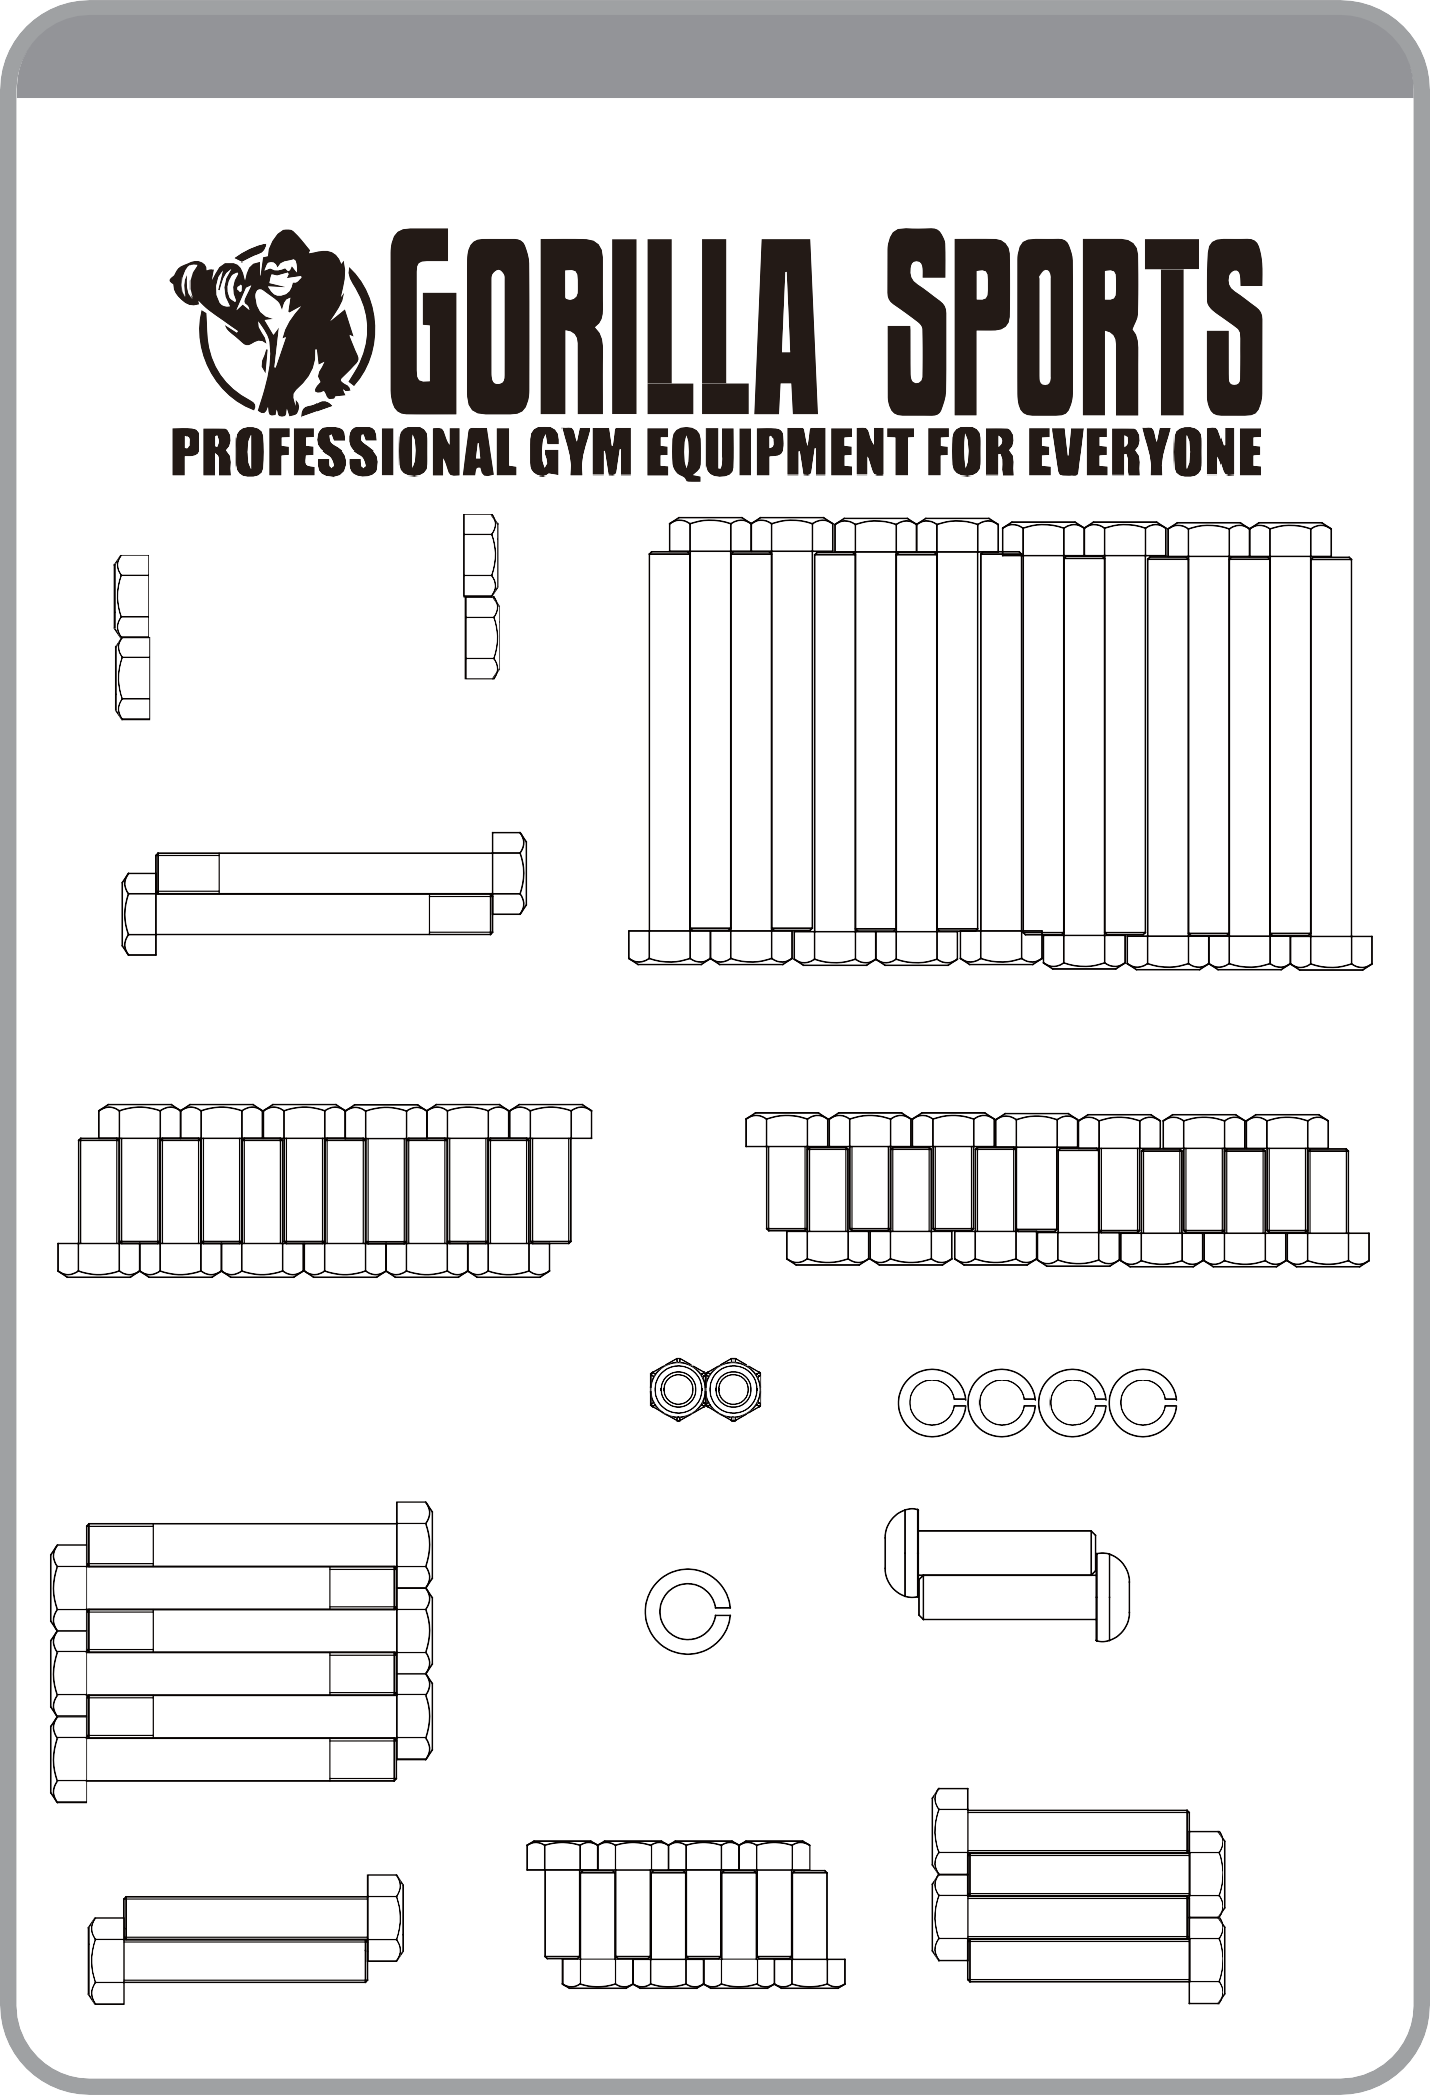 GORILLA SPORTS
PROFESSIONAL GYM EQUIPMENT FOR EVERYONE